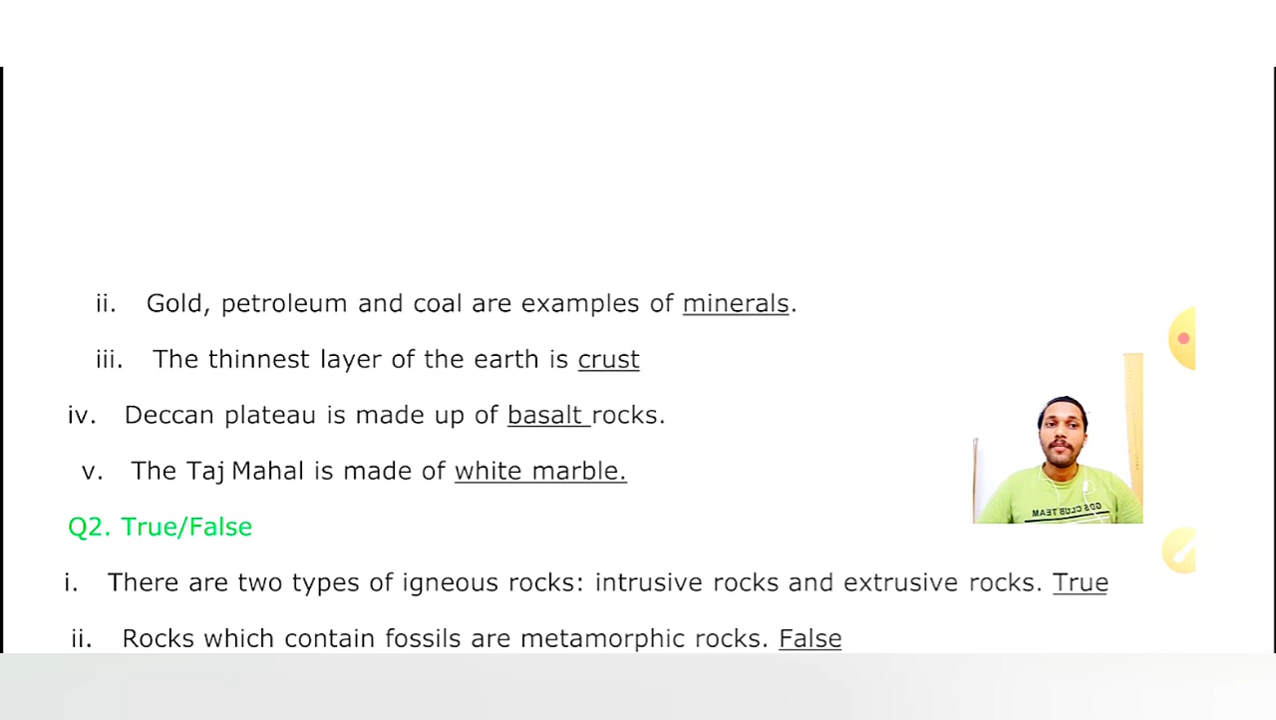 ii. Gold, petroleum and coal are examples of minerals.
iii. The thinnest layer of the earth is crust
iv. Deccan plateau is made up of basalt rocks.
v. The Taj Mahal is made of white marble.
Q2. True/False
i. There are two types of igneous rocks: intrusive rocks and extrusive rocks. True
ii. Rocks which contain fossils are metamorphic rocks. False
GDS CLUB TEAM